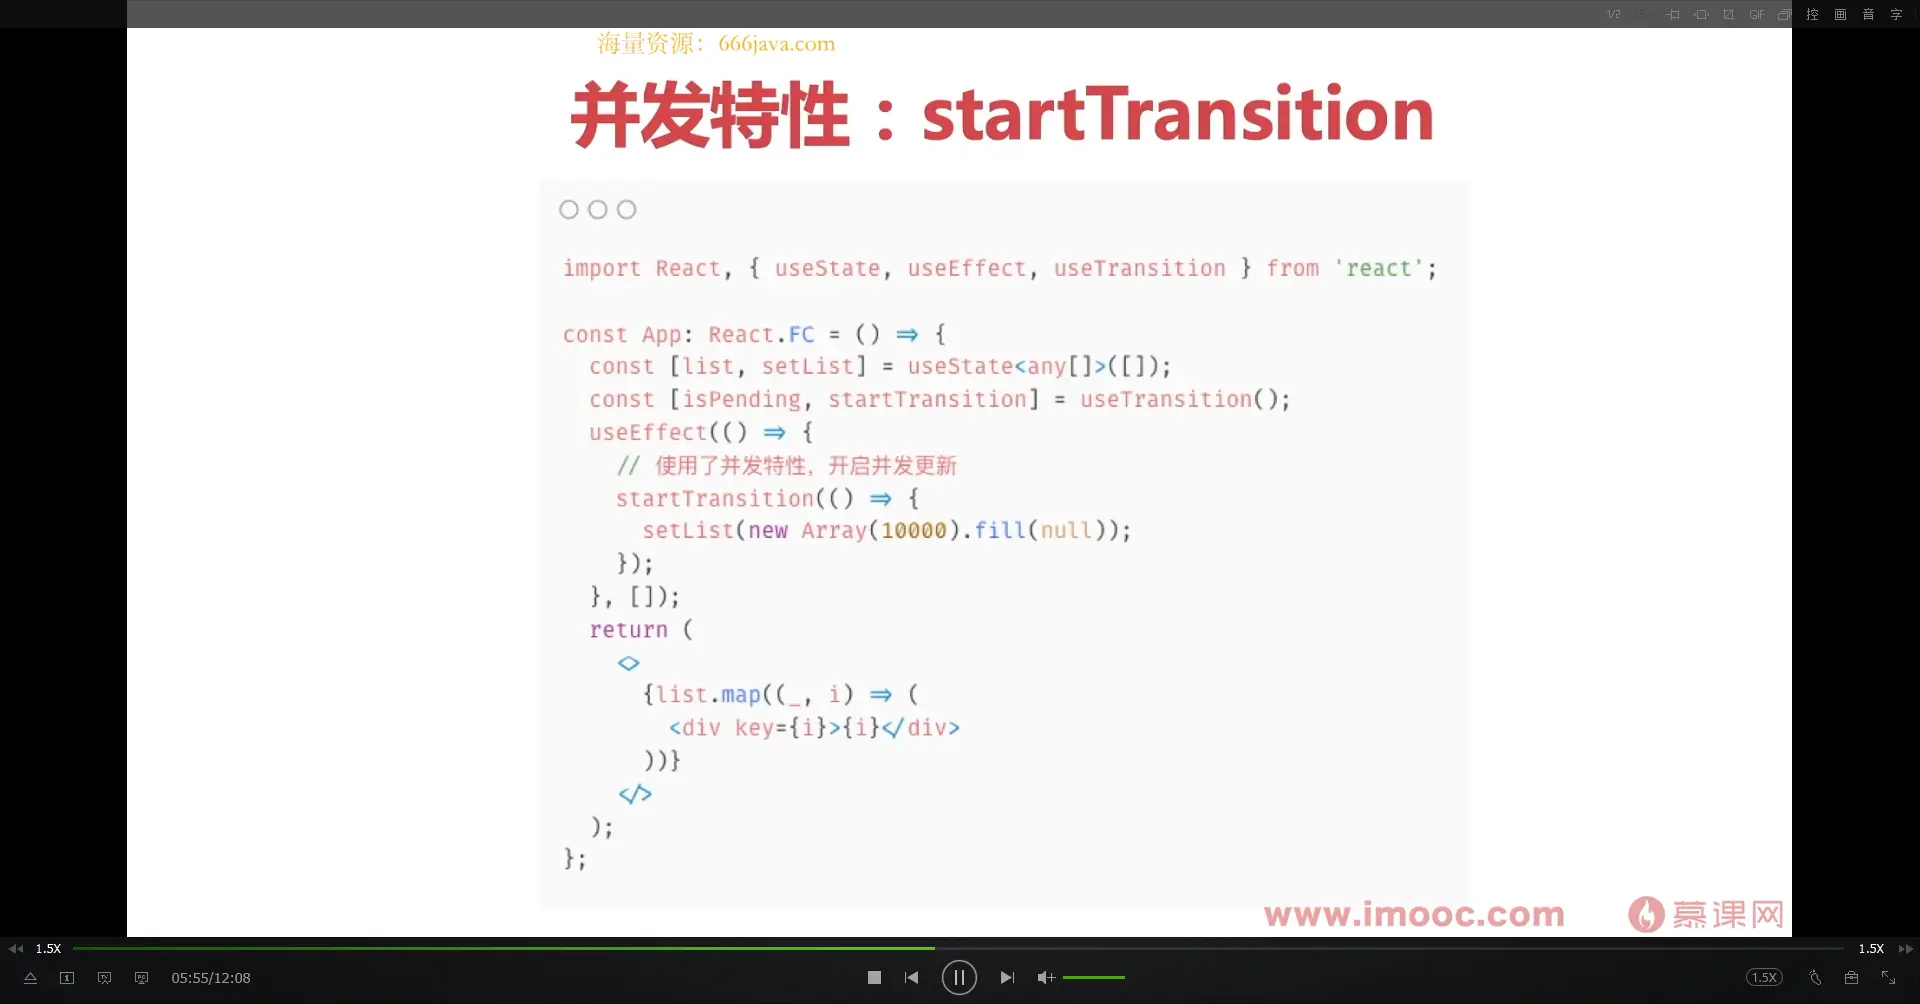 1/2 GIF 控 画 音 字
海量资源：666java.com
并发特性：startTransition
import React, { useState, useEffect, useTransition } from 'react';
const App: React.FC = () => {
const [list, setList] = useState<any[]>([]);
const [isPending, startTransition] = useTransition();
useEffect(() => {
// 使用了并发特性，开启并发更新
startTransition(() => {
setList(new Array(10000).fill(null));
});
}, []);
return (
<>
{list.map((_, i) => (
<div key={i}>{i}</div>
))}
</>
);
};
www.imooc.com 慕课网
1.5X 1.5X
05:55/12:08 1.5X